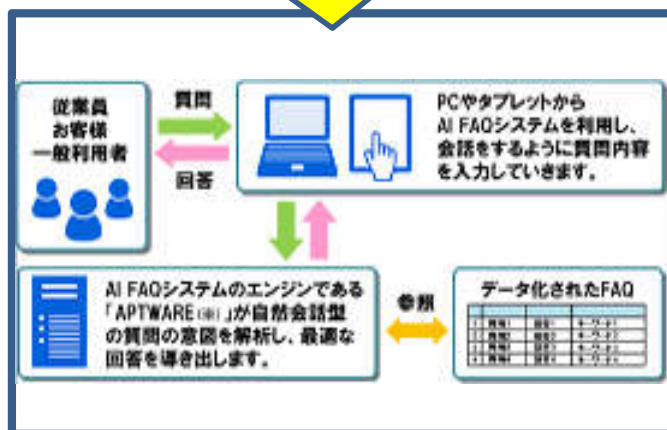 従業員
お客様
一般利用者
質問
回答
PCやタブレットから
AI FAQシステムを利用し、
会話をするように質問内容
を入力していきます。
AI FAQシステムのエンジンである
「APTWARE(※)」が自然会話型
の質問の意図を解析し、最適な
回答を導き出します。
参照
データ化されたFAQ